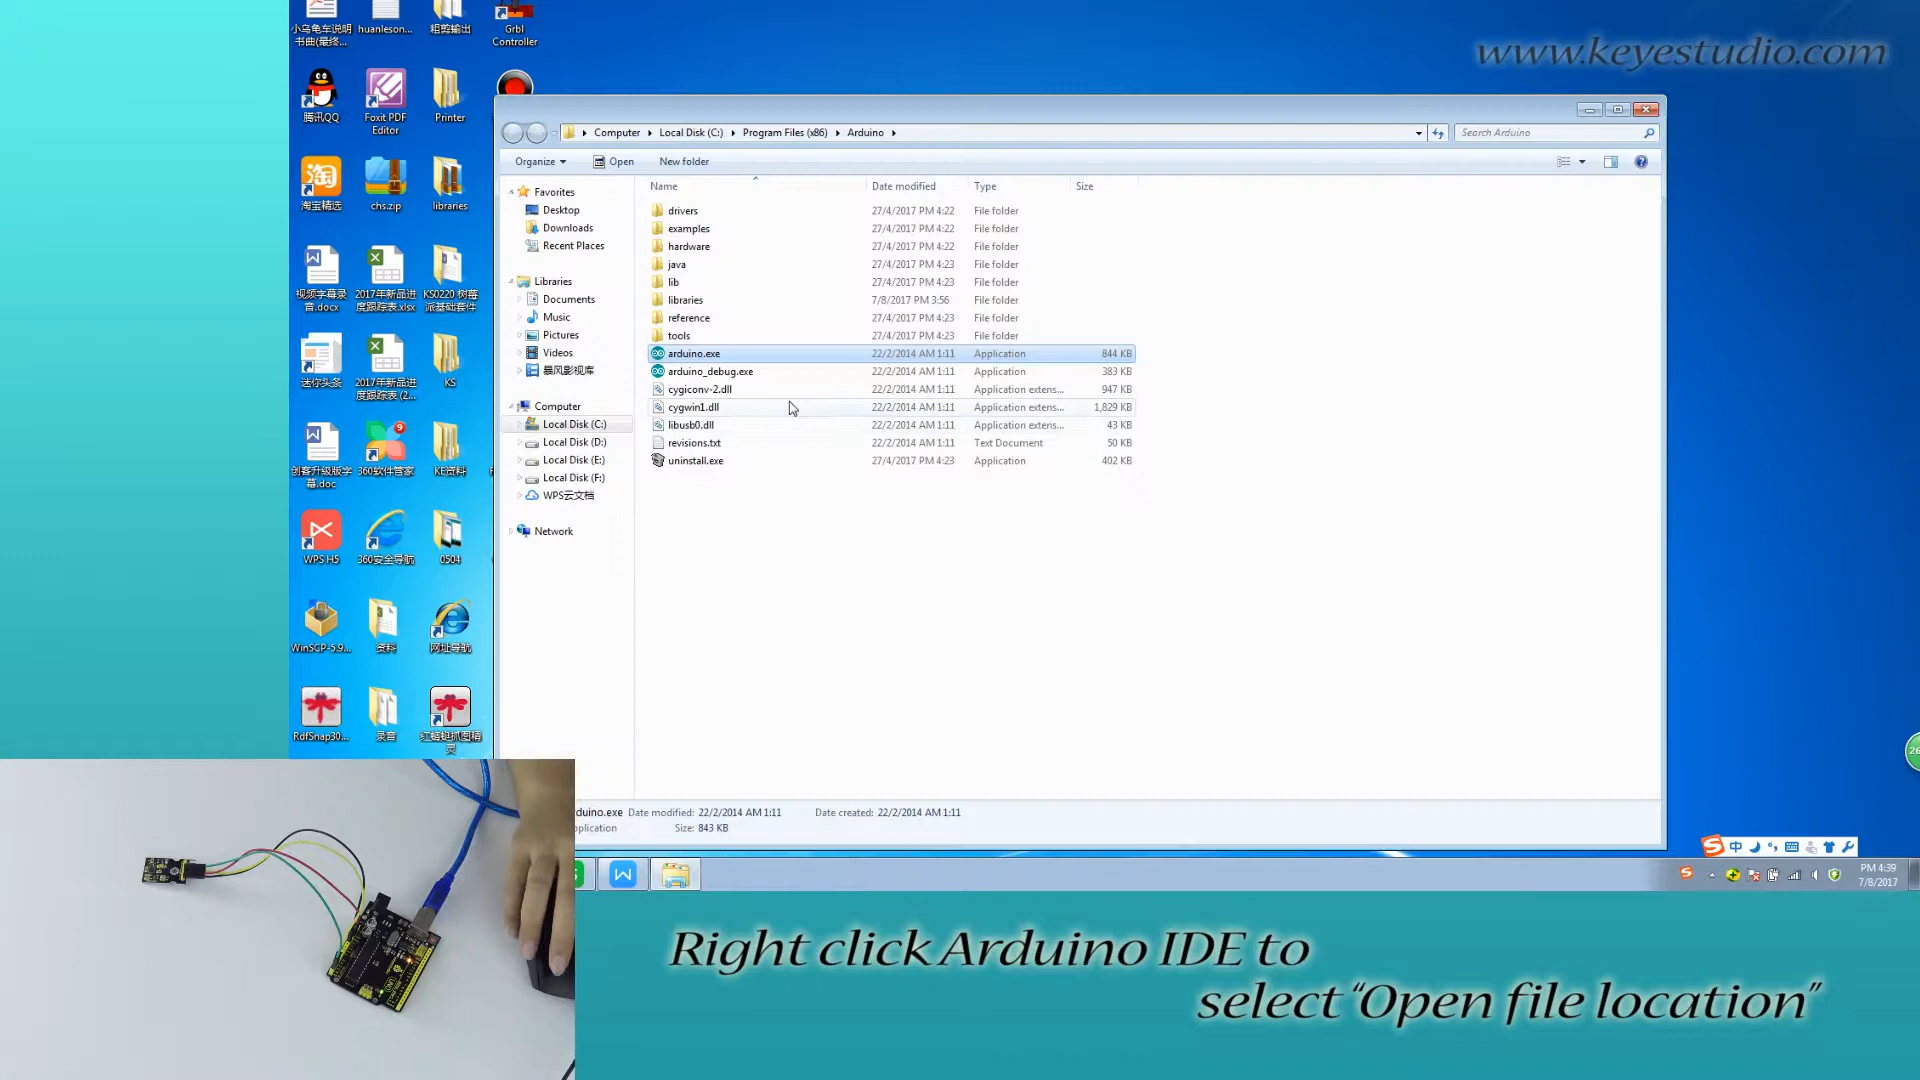 小乌龟车说明
书曲(最终...
huanleson...
粗剪输出
Grbl
Controller
www.keyestudio.com
腾讯QQ
Foxit PDF
Editor
Printer
淘宝精选
chs.zip
libraries
视频字幕录
音.docx
2017年新品进
度跟踪表.xlsx
KS0220 树莓
派基础套件
迷你头条
2017年新品进
度跟踪表 (2...
KS
创客升级版字
幕.doc
360软件管家
9
KE资料
WPS H5
360安全导航
0504
WinSCP-5.9...
资料
网址导航
RdfSnap30...
录音
红蜻蜓抓图精
灵
Computer Local Disk (C:) Program Files (x86) Arduino
Search Arduino
Organize Open New folder
Name Date modified Type Size
Favorites
Desktop
Downloads
Recent Places
Libraries
Documents
Music
Pictures
Videos
暴风影视库
Computer
Local Disk (C:)
Local Disk (D:)
Local Disk (E:)
Local Disk (F:)
WPS云文档
Network
drivers 27/4/2017 PM 4:22 File folder
examples 27/4/2017 PM 4:22 File folder
hardware 27/4/2017 PM 4:22 File folder
java 27/4/2017 PM 4:23 File folder
lib 27/4/2017 PM 4:23 File folder
libraries 7/8/2017 PM 3:56 File folder
reference 27/4/2017 PM 4:23 File folder
tools 27/4/2017 PM 4:23 File folder
arduino.exe 22/2/2014 AM 1:11 Application 844 KB
arduino_debug.exe 22/2/2014 AM 1:11 Application 383 KB
cygiconv-2.dll 22/2/2014 AM 1:11 Application extens... 947 KB
cygwin1.dll 22/2/2014 AM 1:11 Application extens... 1,829 KB
libusb0.dll 22/2/2014 AM 1:11 Application extens... 43 KB
revisions.txt 22/2/2014 AM 1:11 Text Document 50 KB
uninstall.exe 27/4/2017 PM 4:23 Application 402 KB
duino.exe Date modified: 22/2/2014 AM 1:11 Date created: 22/2/2014 AM 1:11
pplication Size: 843 KB
26
中
PM 4:39
7/8/2017
Right click Arduino IDE to
select “Open file location”